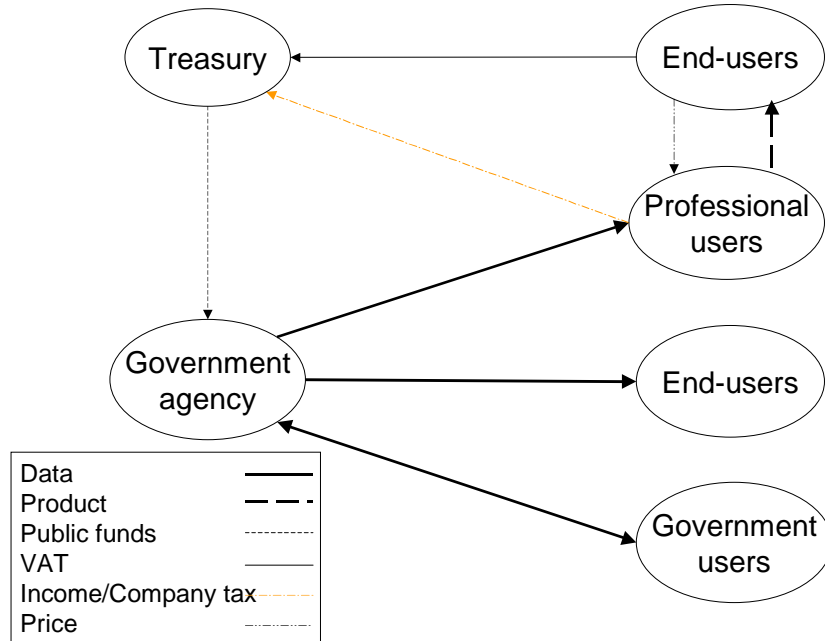 Treasury
End-users
Professional
users
Government
agency
End-users
Government
users
Data
Product
Public funds
VAT
Income/Company tax
Price